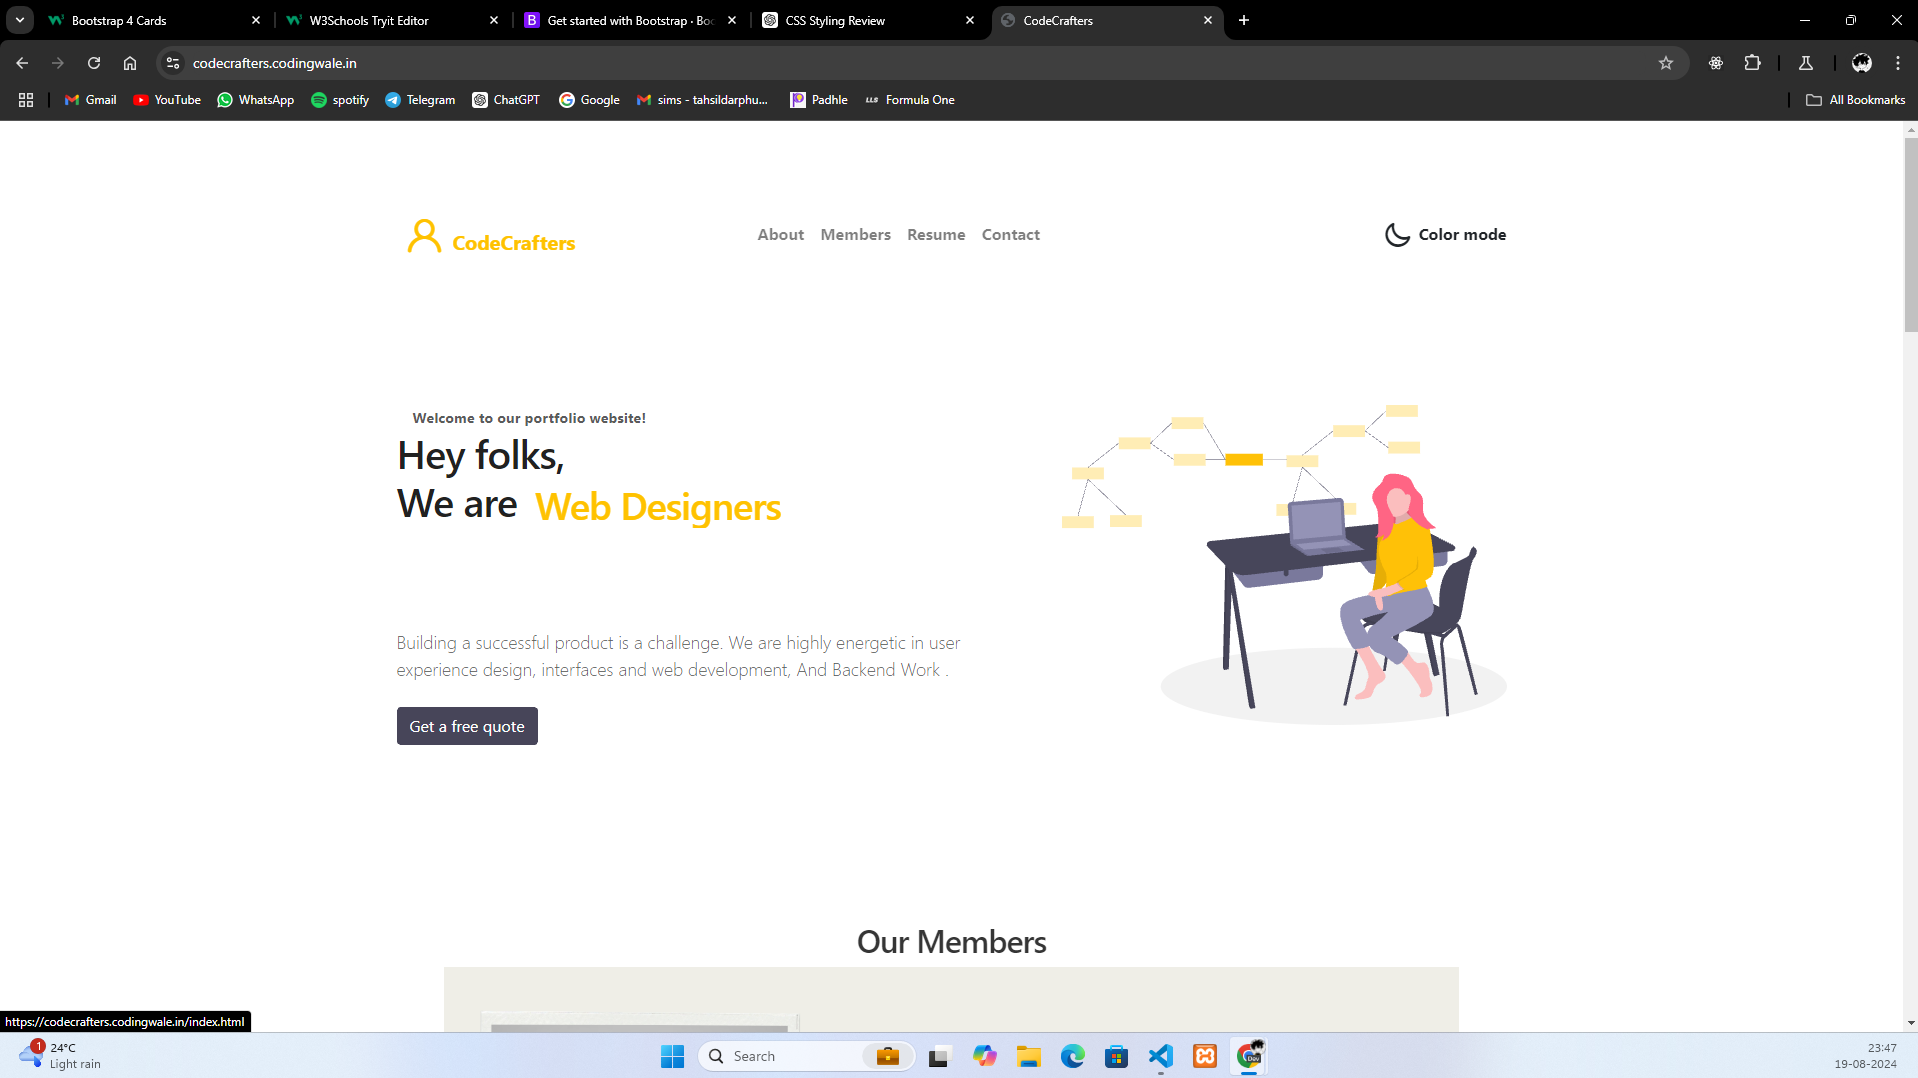 Bootstrap 4 Cards
W3Schools Tryit Editor
Get started with Bootstrap · Boo
CSS Styling Review
CodeCrafters
codecrafters.codingwale.in
Gmail
YouTube
WhatsApp
spotify
Telegram
ChatGPT
Google
sims - tahsildarphu...
Padhle
LLS
Formula One
All Bookmarks
CodeCrafters
About
Members
Resume
Contact
Color mode
Welcome to our portfolio website!
Hey folks,
We are Web Designers
Building a successful product is a challenge. We are highly energetic in user
experience design, interfaces and web development, And Backend Work .
Get a free quote
Our Members
https://codecrafters.codingwale.in/index.html
1
24°C
Light rain
Search
Dev
23:47
19-08-2024